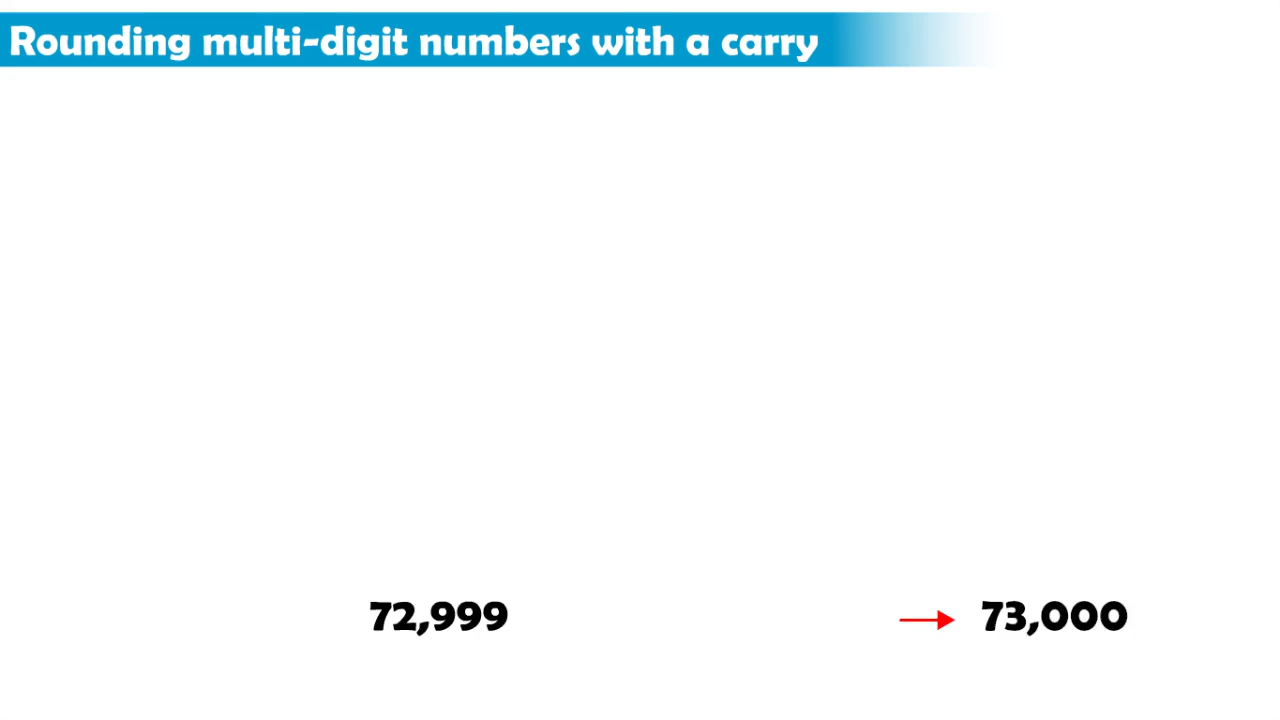 Rounding multi-digit numbers with a carry
72,999 → 73,000